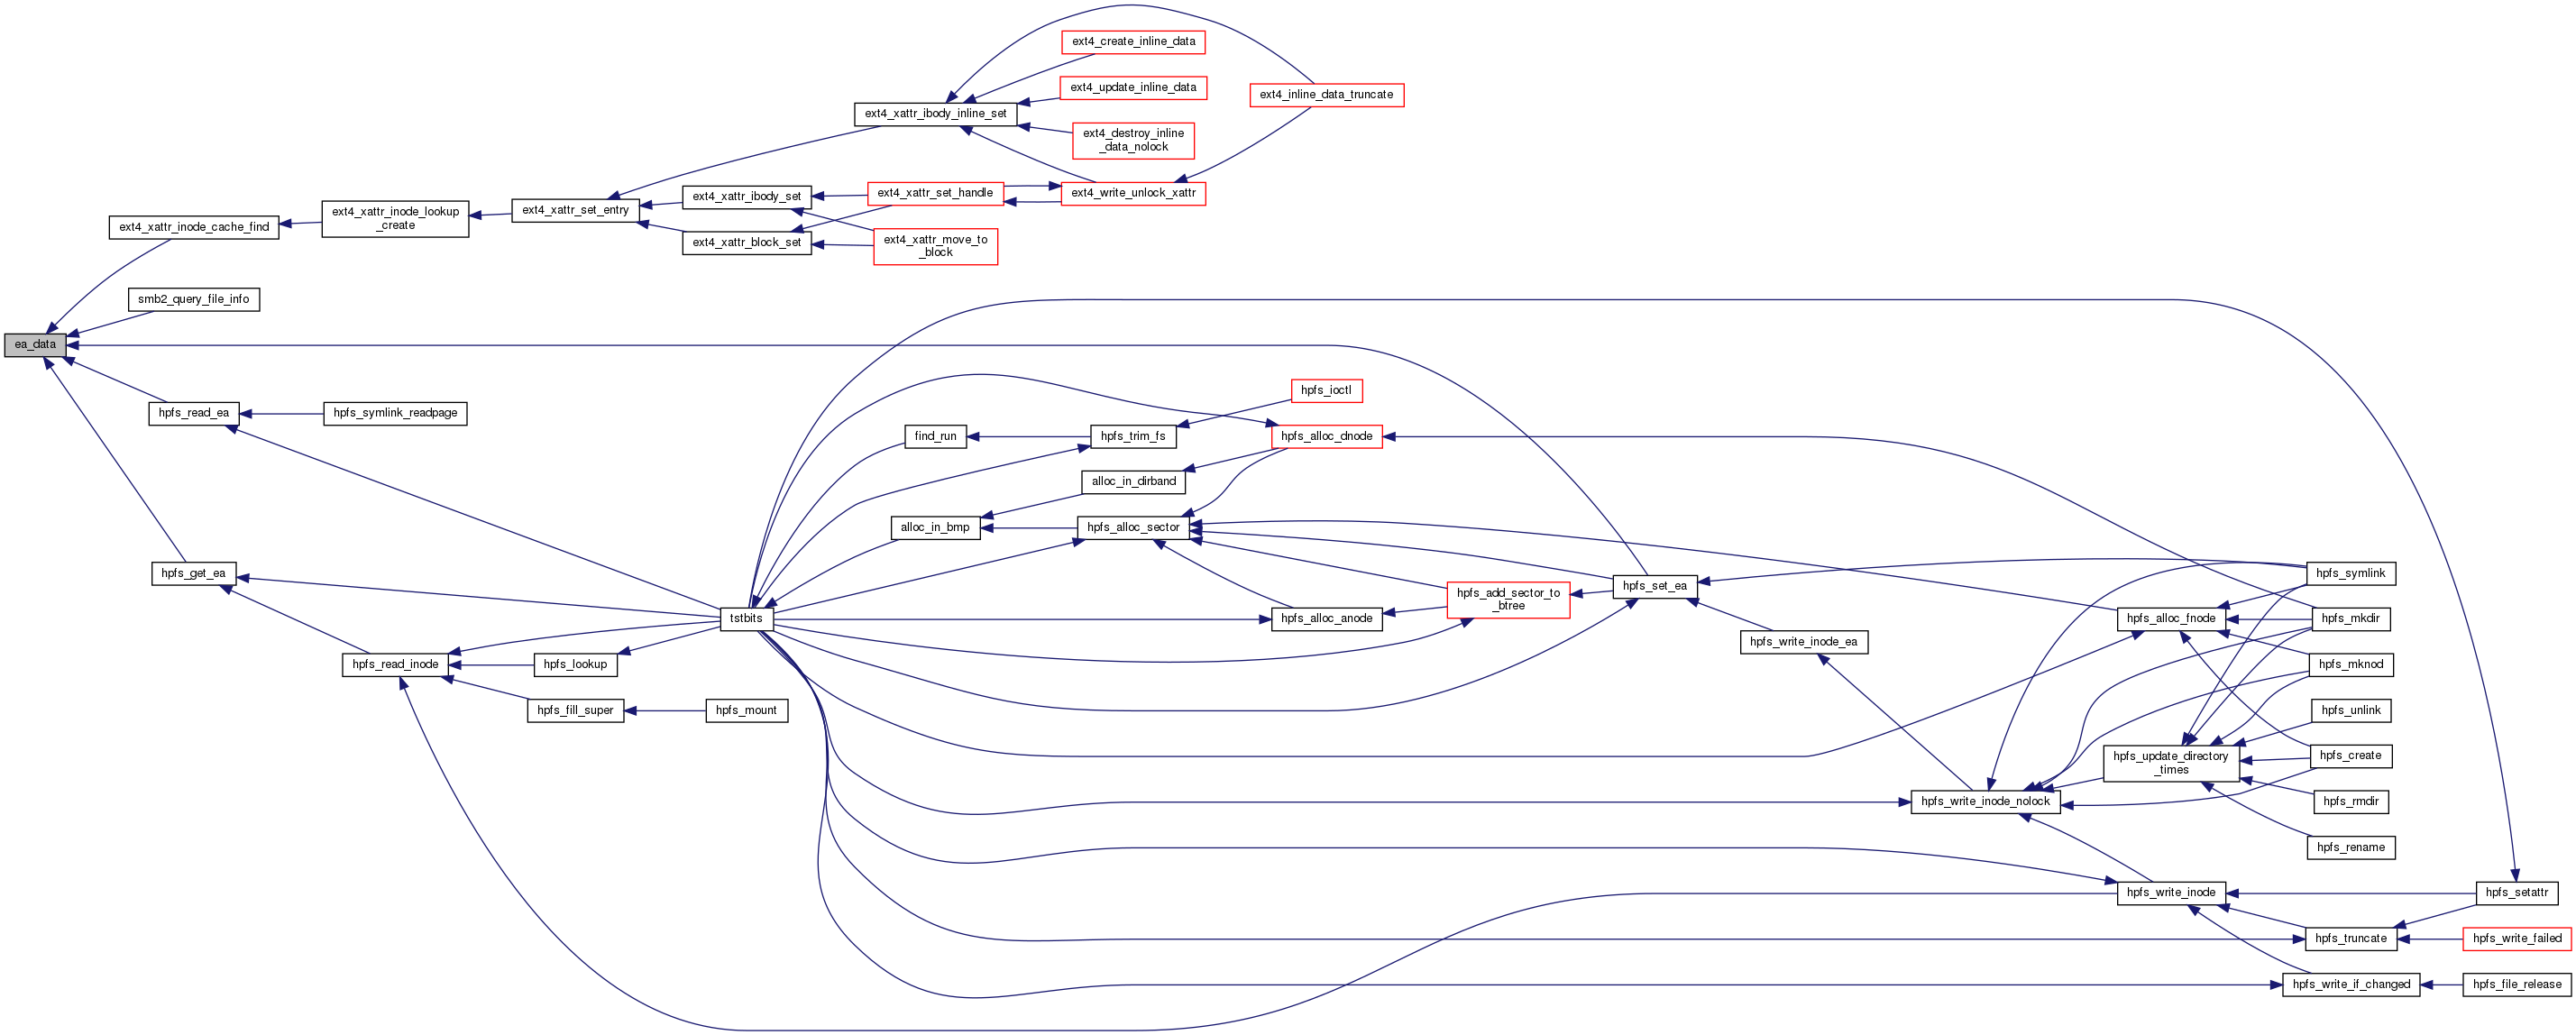 ext4_create_inline_data
ext4_update_inline_data
ext4_inline_data_truncate
ext4_xattr_ibody_inline_set
ext4_destroy_inline
_data_nolock
ext4_xattr_ibody_set
ext4_xattr_set_handle
ext4_write_unlock_xattr
ext4_xattr_inode_lookup
_create
ext4_xattr_set_entry
ext4_xattr_inode_cache_find
ext4_xattr_block_set
ext4_xattr_move_to
_block
smb2_query_file_info
ea_data
hpfs_ioctl
hpfs_read_ea
hpfs_symlink_readpage
find_run
hpfs_trim_fs
hpfs_alloc_dnode
alloc_in_dirband
alloc_in_bmp
hpfs_alloc_sector
hpfs_get_ea
hpfs_symlink
hpfs_set_ea
hpfs_add_sector_to
_btree
tstbits
hpfs_alloc_anode
hpfs_alloc_fnode
hpfs_mkdir
hpfs_write_inode_ea
hpfs_read_inode
hpfs_lookup
hpfs_mknod
hpfs_fill_super
hpfs_mount
hpfs_unlink
hpfs_update_directory
_times
hpfs_create
hpfs_write_inode_nolock
hpfs_rmdir
hpfs_rename
hpfs_write_inode
hpfs_setattr
hpfs_truncate
hpfs_write_failed
hpfs_write_if_changed
hpfs_file_release